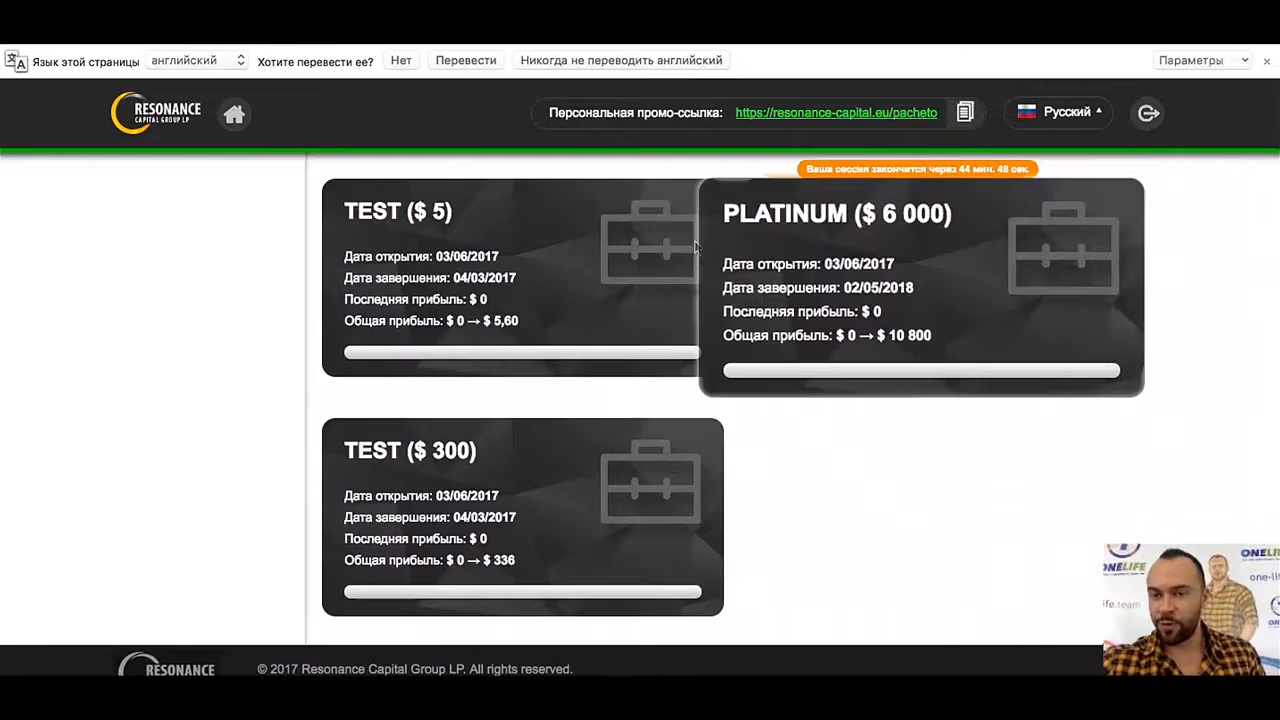 Язык этой страницы английский Хотите перевести ее? Нет Перевести Никогда не переводить английский Параметры
RESONANCE
CAPITAL GROUP LP
Персональная промо-ссылка: https://resonance-capital.eu/pacheto Русский
Ваша сессия закончится через 44 мин. 48 сек.
TEST ($ 5)
Дата открытия: 03/06/2017
Дата завершения: 04/03/2017
Последняя прибыль: $ 0
Общая прибыль: $ 0 → $ 5,60
PLATINUM ($ 6 000)
Дата открытия: 03/06/2017
Дата завершения: 02/05/2018
Последняя прибыль: $ 0
Общая прибыль: $ 0 → $ 10 800
TEST ($ 300)
Дата открытия: 03/06/2017
Дата завершения: 04/03/2017
Последняя прибыль: $ 0
Общая прибыль: $ 0 → $ 336
ONELIFE
ONELIFE
one-li
ife.team
RESONANCE
© 2017 Resonance Capital Group LP. All rights reserved.